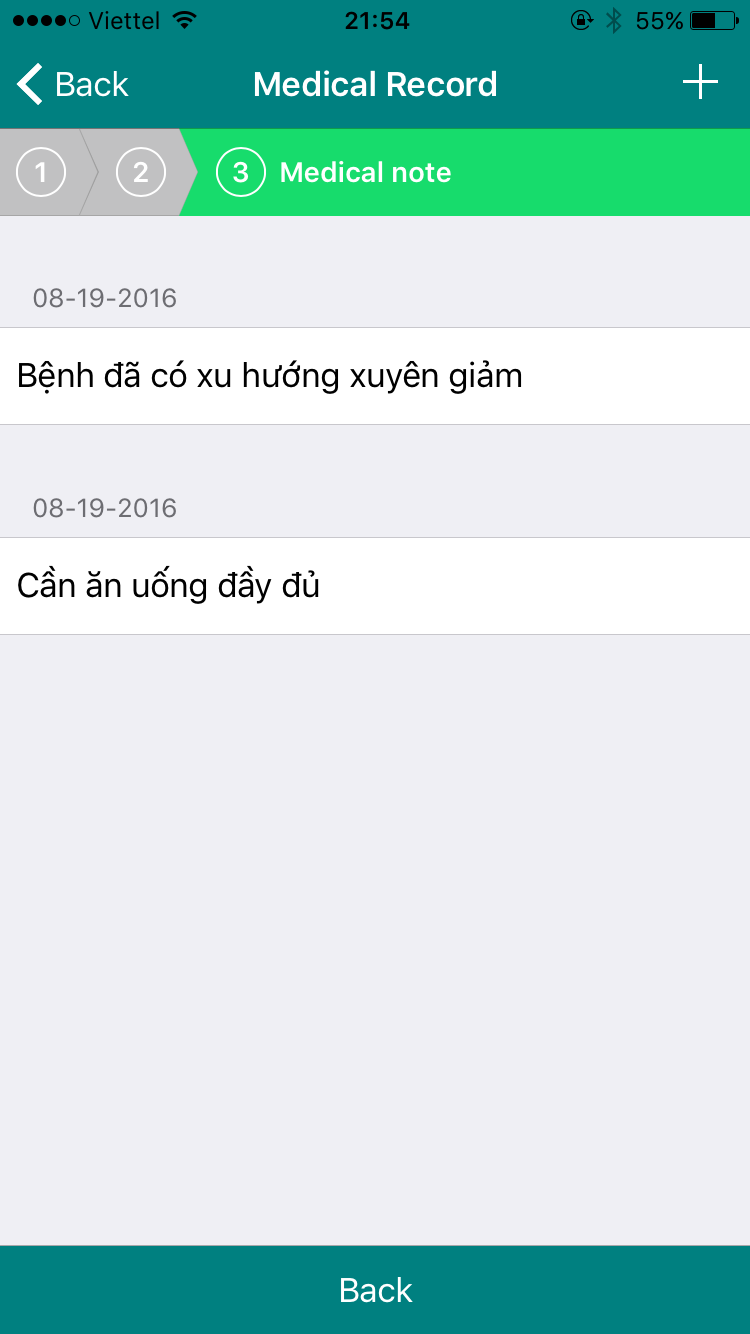 Viettel 21:54 55%
Back Medical Record
1 2 3 Medical note
08-19-2016
Bệnh đã có xu hướng xuyên giảm
08-19-2016
Cần ăn uống đầy đủ
Back